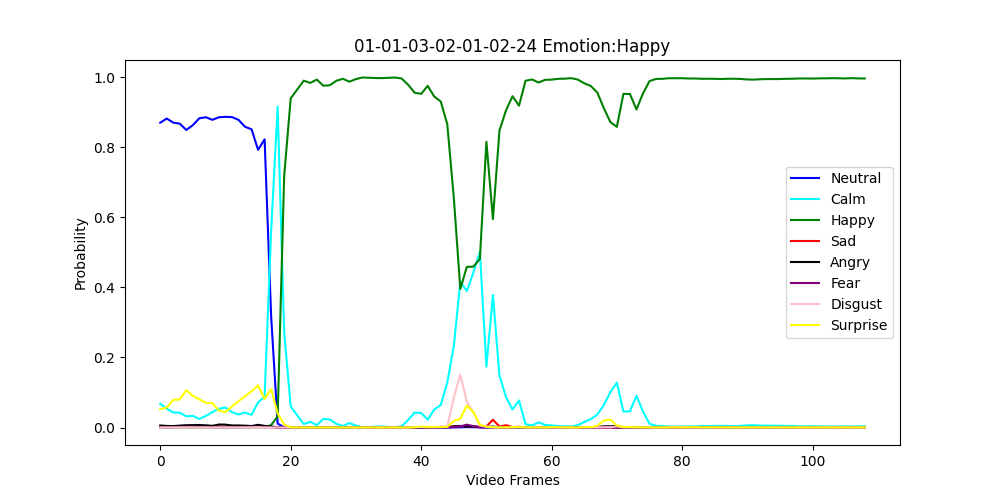 01-01-03-02-01-02-24 Emotion:Happy
Probability
1.0
0.8
0.6
0.4
0.2
0.0
Neutral
Calm
Happy
Sad
Angry
Fear
Disgust
Surprise
0 20 40 60 80 100
Video Frames